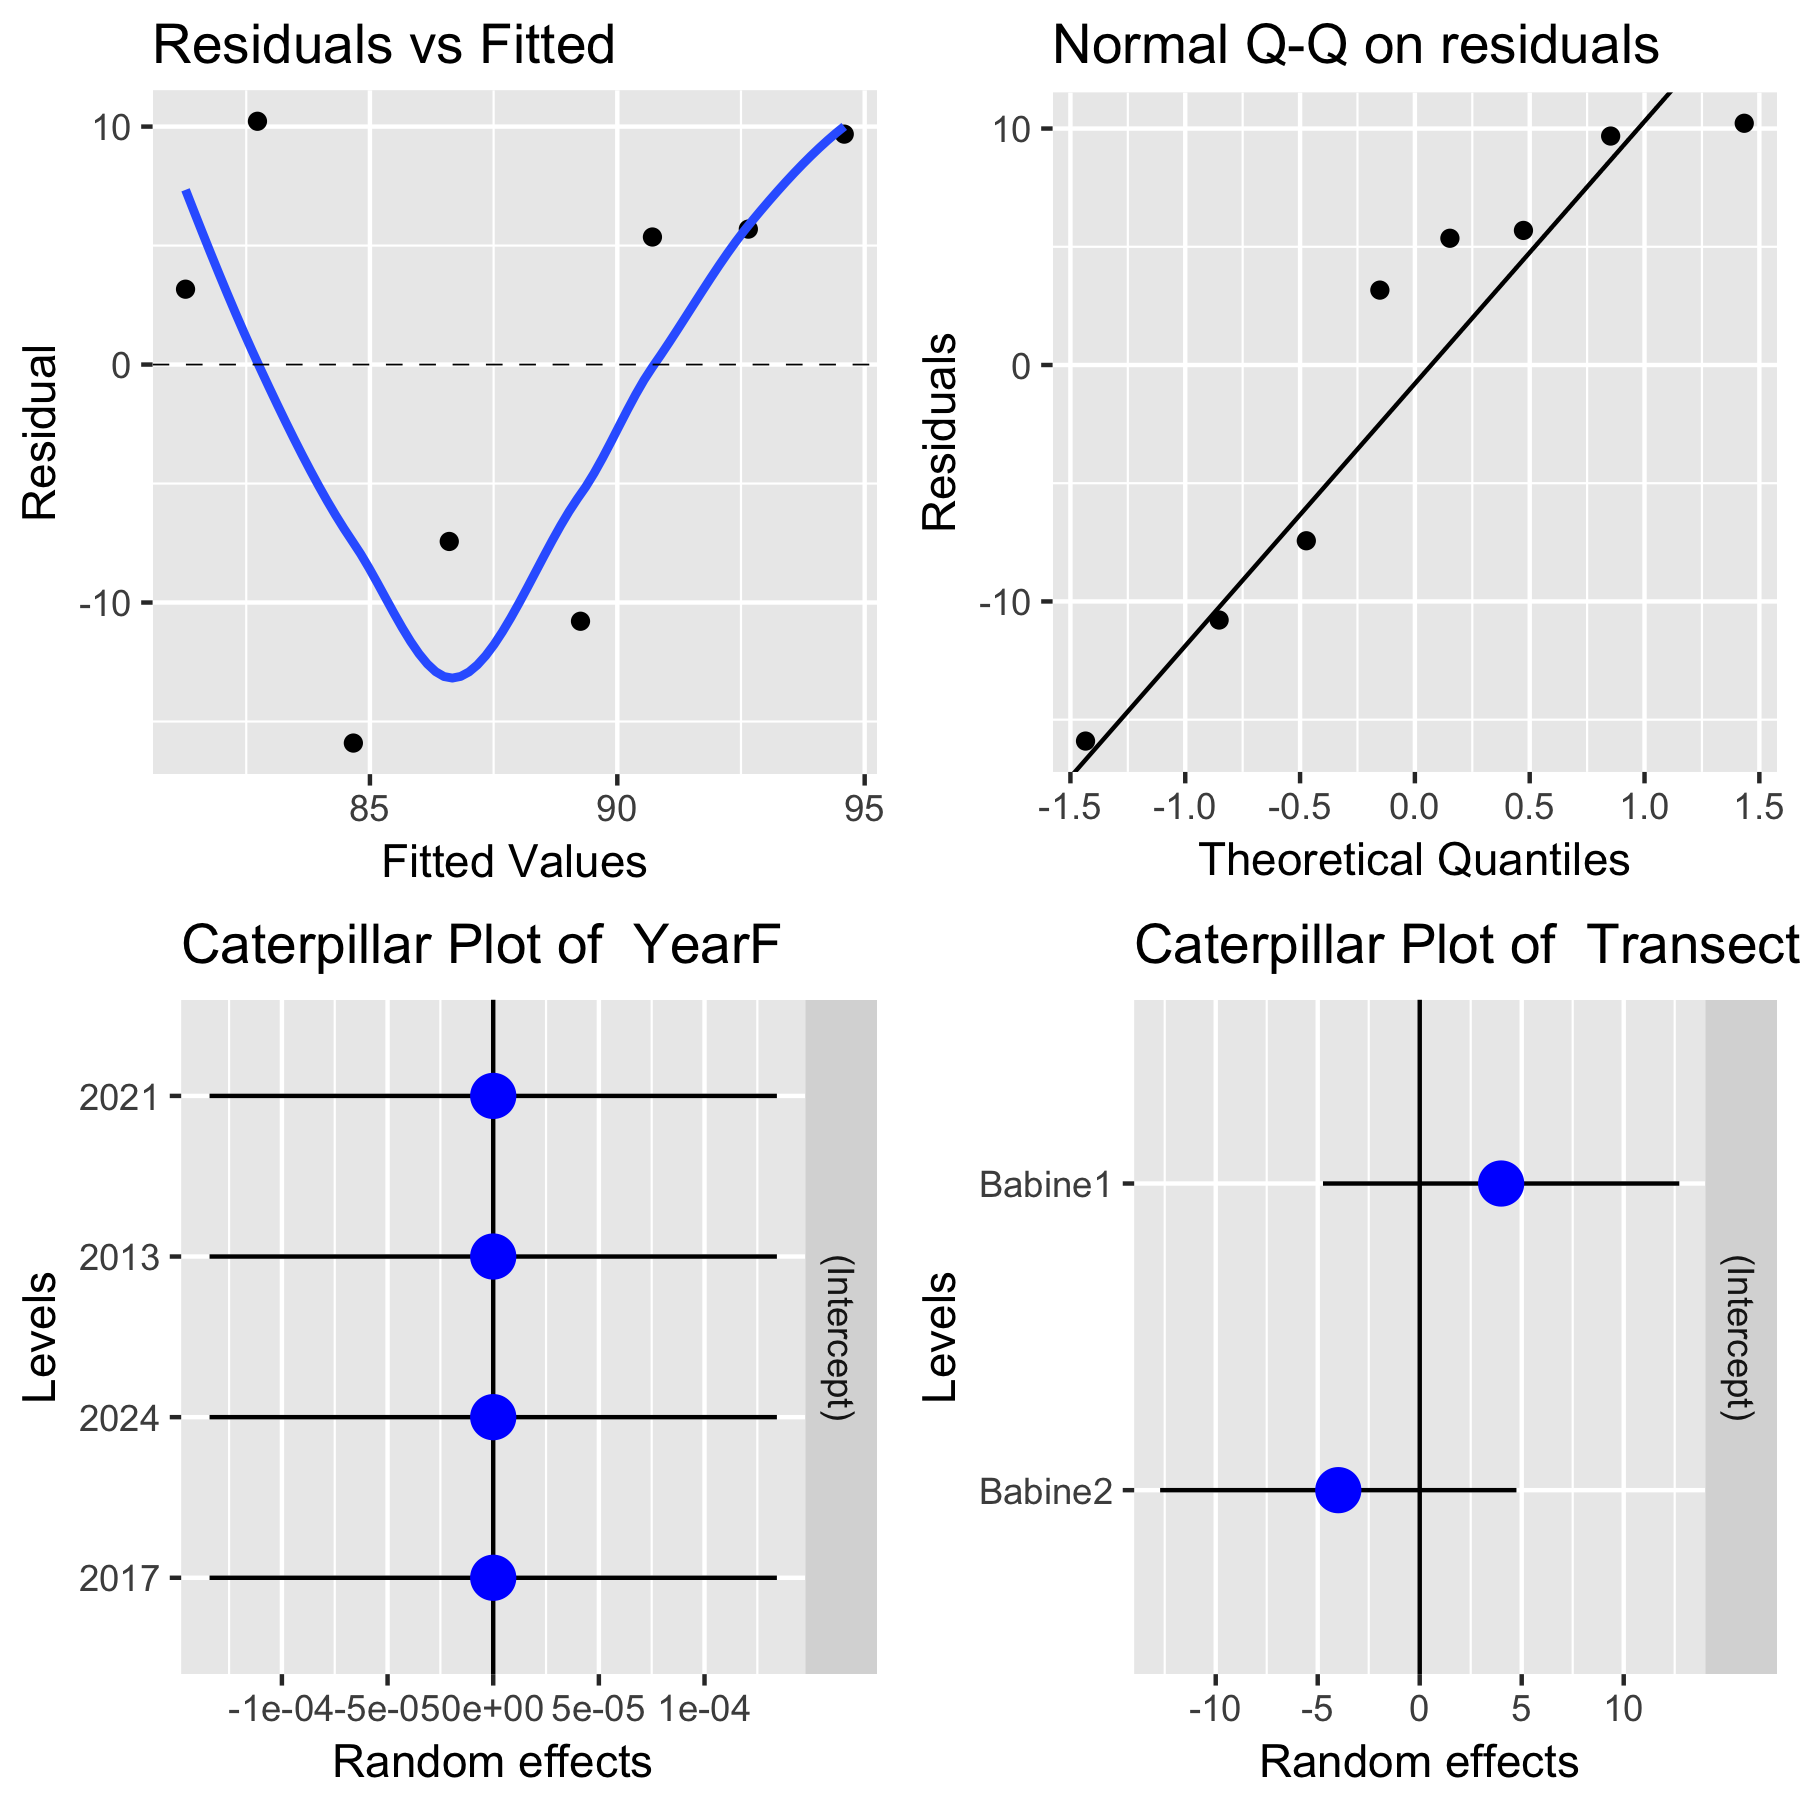 Residuals vs Fitted
Residual
10
0
-10
85 90 95
Fitted Values
Normal Q-Q on residuals
Residuals
10
0
-10
-1.5 -1.0 -0.5 0.0 0.5 1.0 1.5
Theoretical Quantiles
Caterpillar Plot of  YearF
Levels
2021
2013
2024
2017
(Intercept)
-1e-04 -5e-05 0e+00 5e-05 1e-04
Random effects
Caterpillar Plot of  Transect
Levels
Babine1
Babine2
(Intercept)
-10 -5 0 5 10
Random effects